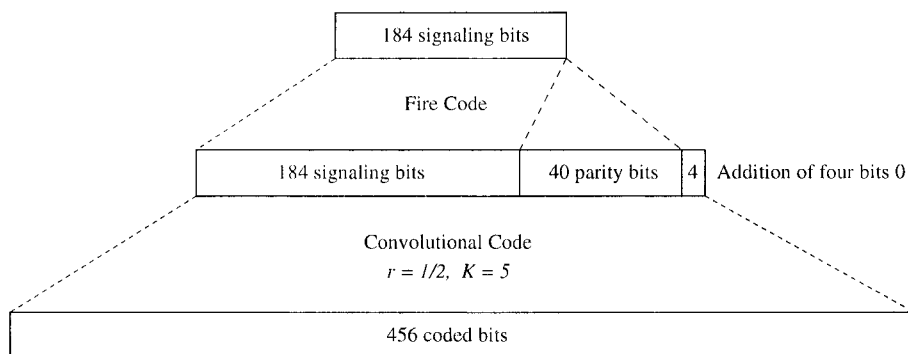 184 signaling bits
Fire Code
184 signaling bits 40 parity bits 4 Addition of four bits 0
Convolutional Code
r = 1/2, K = 5
456 coded bits